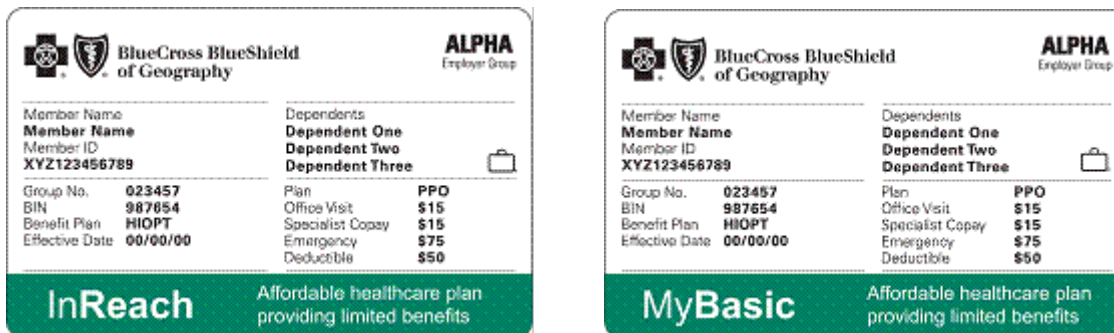 BlueCross BlueShield
of Geography
ALPHA
Employer Group
Member Name
Member Name
Member ID
XYZ123456789
Dependents
Dependent One
Dependent Two
Dependent Three
Group No. 023457
BIN 987654
Benefit Plan HIOPT
Effective Date 00/00/00
Plan PPO
Office Visit $15
Specialist Copay $15
Emergency $75
Deductible $50
InReach
Affordable healthcare plan
providing limited benefits
BlueCross BlueShield
of Geography
ALPHA
Employer Group
Member Name
Member Name
Member ID
XYZ123456789
Dependents
Dependent One
Dependent Two
Dependent Three
Group No. 023457
BIN 987654
Benefit Plan HIOPT
Effective Date 00/00/00
Plan PPO
Office Visit $15
Specialist Copay $15
Emergency $75
Deductible $50
MyBasic
Affordable healthcare plan
providing limited benefits